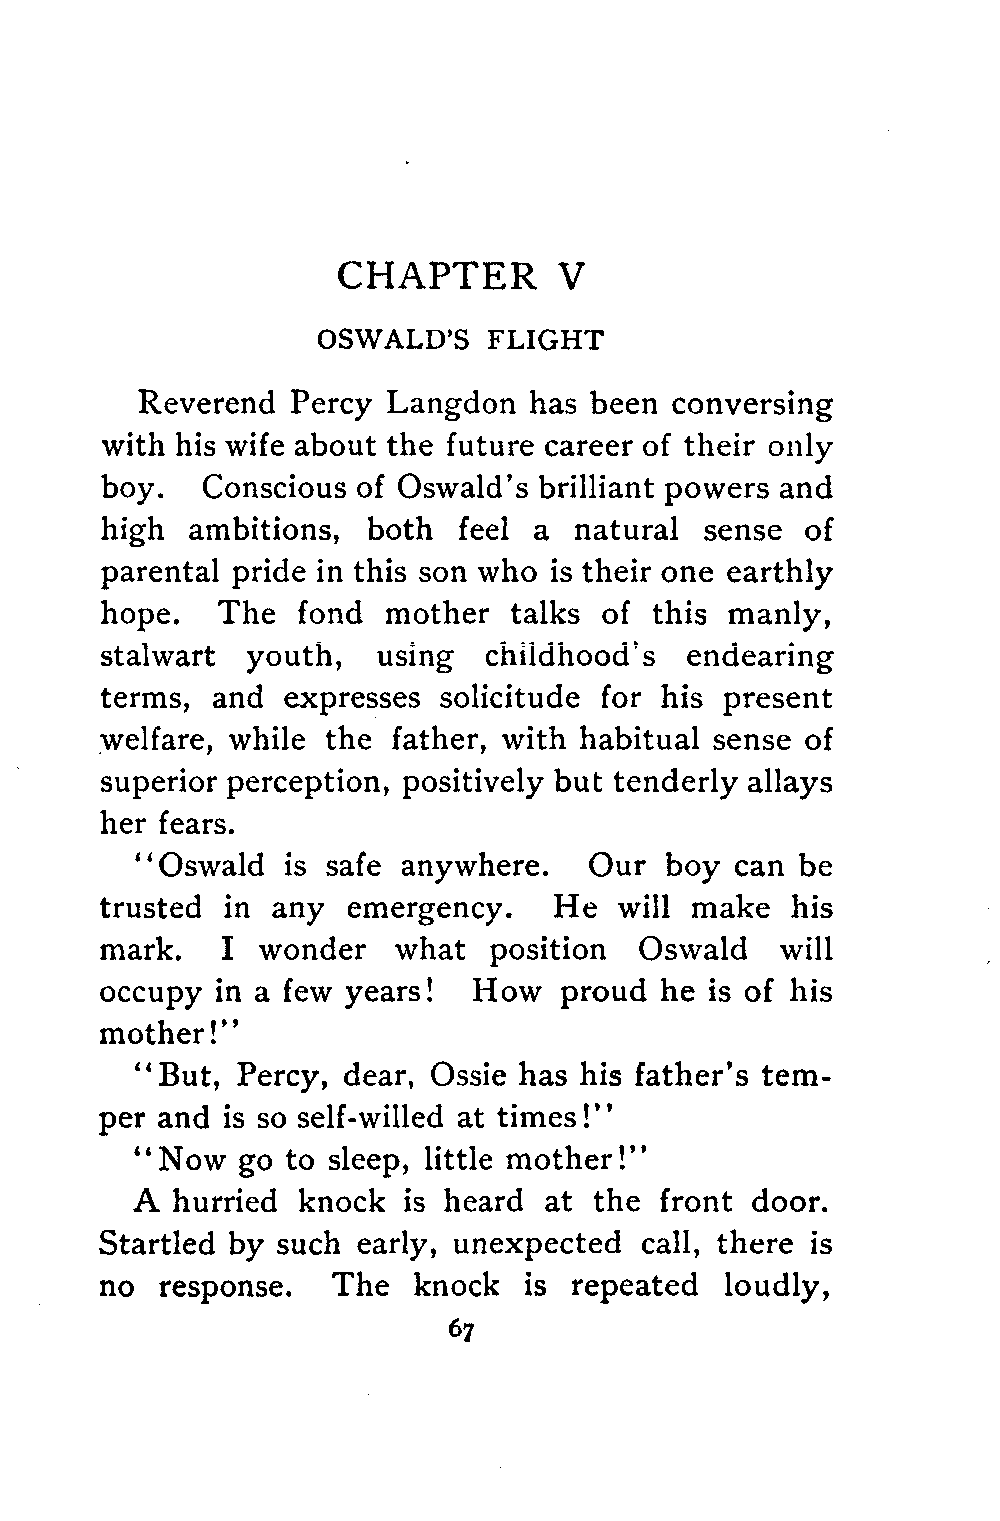 CHAPTER V
OSWALD'S FLIGHT
Reverend Percy Langdon has been conversing
with his wife about the future career of their only
boy. Conscious of Oswald's brilliant powers and
high ambitions, both feel a natural sense of
parental pride in this son who is their one earthly
hope. The fond mother talks of this manly,
stalwart youth, using childhood's endearing
terms, and expresses solicitude for his present
welfare, while the father, with habitual sense of
superior perception, positively but tenderly allays
her fears.
"Oswald is safe anywhere. Our boy can be
trusted in any emergency. He will make his
mark. I wonder what position Oswald will
occupy in a few years! How proud he is of his
mother!"
"But, Percy, dear, Ossie has his father's tem-
per and is so self-willed at times!"
"Now go to sleep, little mother!"
A hurried knock is heard at the front door.
Startled by such early, unexpected call, there is
no response. The knock is repeated loudly,
67